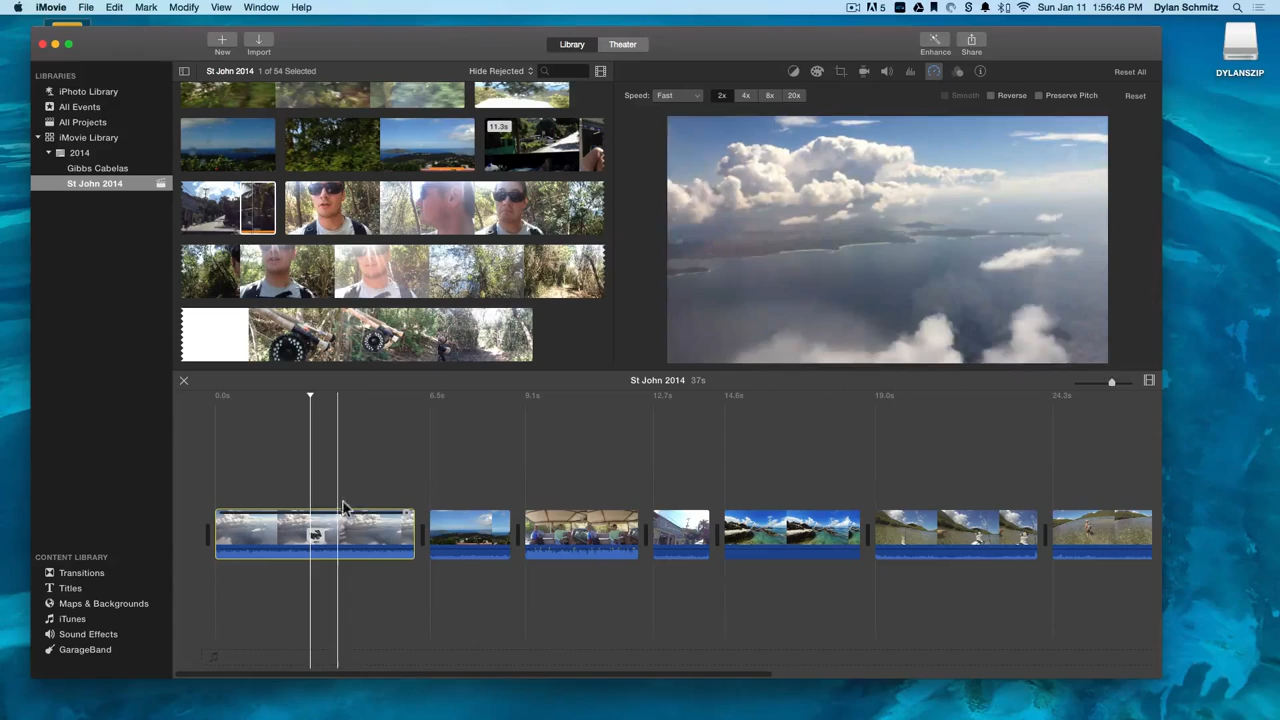 iMovie File Edit Mark Modify View Window Help
5 Sun Jan 11 1:56:46 PM Dylan Schmitz
DYLANSZIP
New Import
Library Theater
Enhance Share
LIBRARIES
iPhoto Library
All Events
All Projects
iMovie Library
2014
Gibbs Cabelas
St John 2014
St John 2014 1 of 54 Selected
Hide Rejected
11.3s
Reset All
Speed: Fast 2x 4x 8x 20x Smooth Reverse Preserve Pitch Reset
St John 2014 37s
0.0s 6.5s 9.1s 12.7s 14.6s 19.0s 24.3s
CONTENT LIBRARY
Transitions
Titles
Maps & Backgrounds
iTunes
Sound Effects
GarageBand